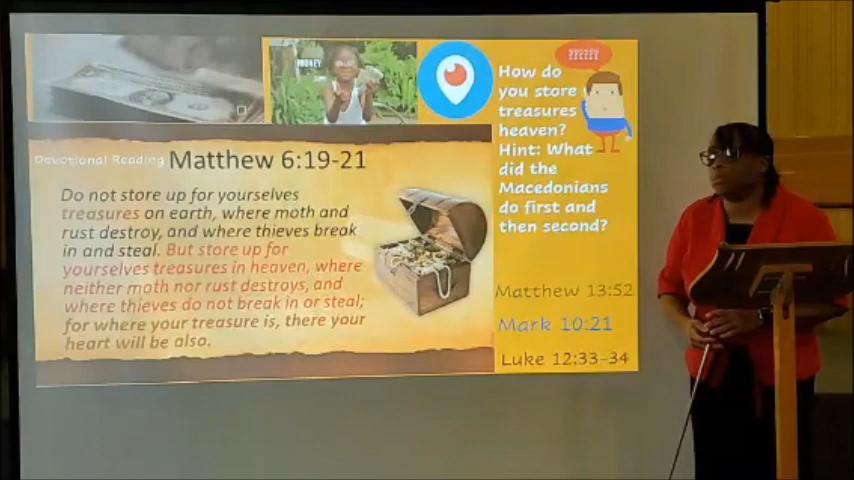 MONEY
??????
Devotional Reading Matthew 6:19-21
Do not store up for yourselves
treasures on earth, where moth and
rust destroy, and where thieves break
in and steal. But store up for
yourselves treasures in heaven, where
neither moth nor rust destroys, and
where thieves do not break in or steal;
for where your treasure is, there your
heart will be also.
How do
you store
treasures
heaven?
Hint: What
did the
Macedonians
do first and
then second?
Matthew 13:52
Mark 10:21
Luke 12:33-34